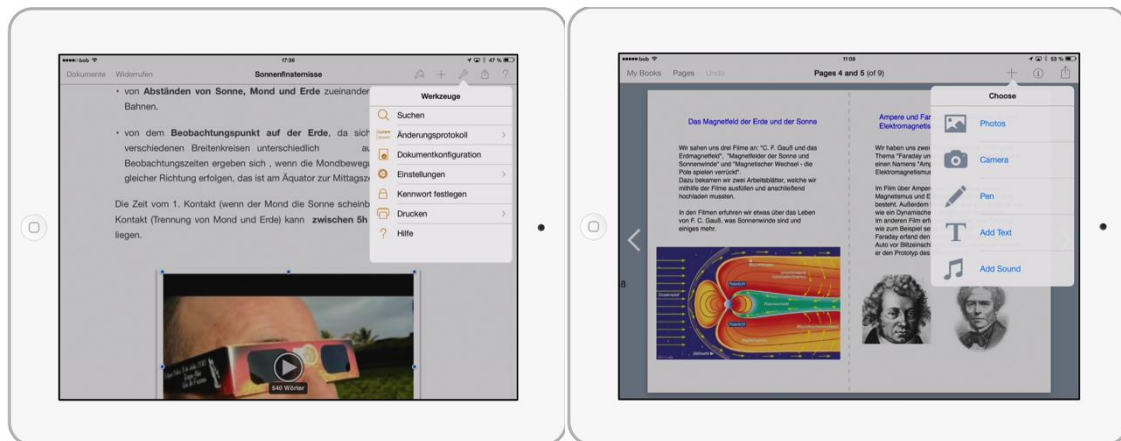 bob 17:36 47 %
Dokumente Widerrufen Sonnenfinsternisse ?
• von Abständen von Sonne, Mond und Erde zueinander
Bahnen.
• von dem Beobachtungspunkt auf der Erde, da sich
verschiedenen Breitenkreisen unterschiedlich
Beobachtungszeiten ergeben sich , wenn die Mondbewegu
gleicher Richtung erfolgen, das ist am Äquator zur Mittagsze
Die Zeit vom 1. Kontakt (wenn der Mond die Sonne scheinb
Kontakt (Trennung von Mond und Erde) kann zwischen 5h
liegen.
540 Wörter
Werkzeuge
Suchen
Änderungsprotokoll
Dokumentkonfiguration
Einstellungen
Kennwort festlegen
Drucken
? Hilfe
bob 11:08 53 %
My Books Pages Undo Pages 4 and 5 (of 9)
Das Magnetfeld der Erde und der Sonne
Wir sahen uns drei Filme an: "C. F. Gauß und das
Erdmagnetfeld", "Magnetfelder der Sonne und
Sonnenwinde" und "Magnetischer Wechsel - die
Pole spielen verrückt".
Dazu bekamen wir zwei Arbeitsblätter, welche wir
mithilfe der Filme ausfüllen und anschließend
hochladen mussten.
In den Filmen erfuhren wir etwas über das Leben
von F. C. Gauß, was Sonnenwinde sind und
einiges mehr.
Ampere und Far
Elektromagnetis
Wir haben uns zwei
Thema "Faraday un
einen Namens "Amp
Elektromagnetismus
Im Film über Amper
Magnetismus und E
besteht. Außerdem
wie ein Dynamische
Im anderen Film erf
wie zum Beispiel se
Faraday erfand den
Auto vor Blitzeinschl
er den Prototyp des
Choose
Photos
Camera
Pen
T Add Text
Add Sound